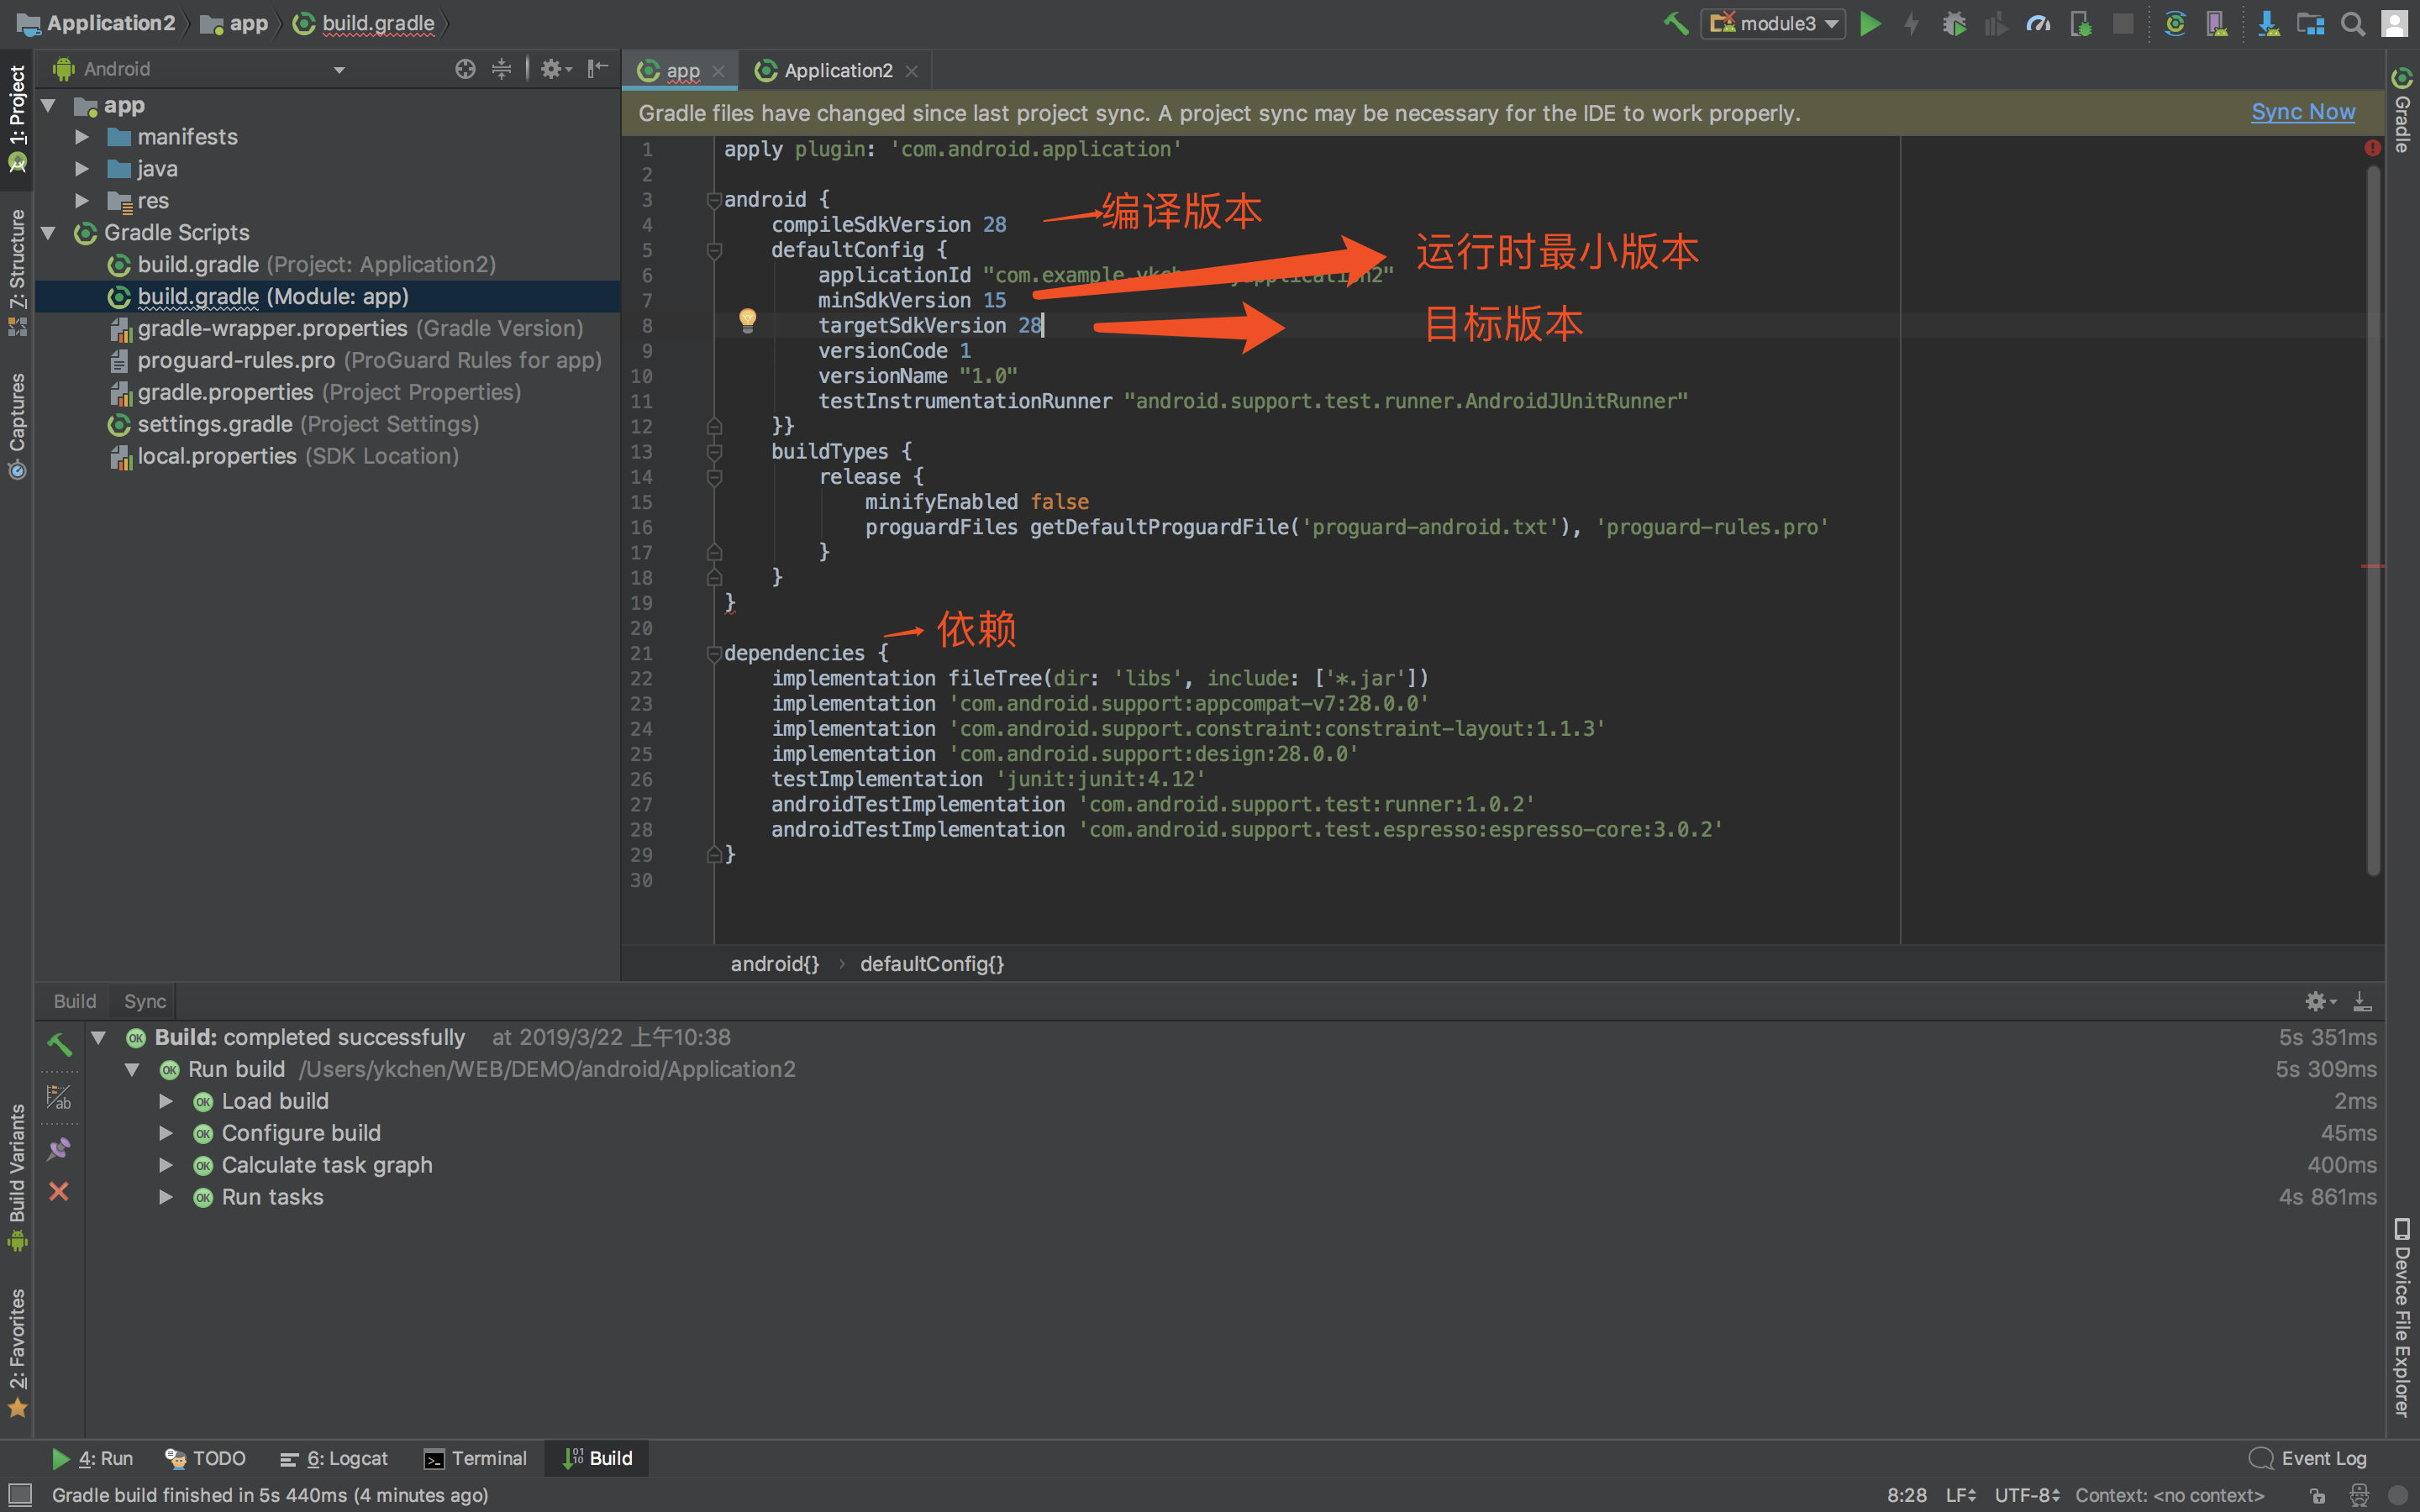 Application2 app build.gradle module3
Android
app
manifests
java
res
Gradle Scripts
build.gradle (Project: Application2)
build.gradle (Module: app)
gradle-wrapper.properties (Gradle Version)
proguard-rules.pro (ProGuard Rules for app)
gradle.properties (Project Properties)
settings.gradle (Project Settings)
local.properties (SDK Location)
1: Project
7: Structure
Captures
Build Variants
2: Favorites
app Application2
Gradle files have changed since last project sync. A project sync may be necessary for the IDE to work properly. Sync Now
1 apply plugin: 'com.android.application'
2
3 android {
4 compileSdkVersion 28 编译版本
5 defaultConfig {
运行时最小版本
6 applicationId "com.example. application2"
7 minSdkVersion 15
8 targetSdkVersion 28 目标版本
9 versionCode 1
10 versionName "1.0"
11 testInstrumentationRunner "android.support.test.runner.AndroidJUnitRunner"
12 }}
13 buildTypes {
14 release {
15 minifyEnabled false
16 proguardFiles getDefaultProguardFile('proguard-android.txt'), 'proguard-rules.pro'
17 }
18 }
19 }
20 依赖
21 dependencies {
22 implementation fileTree(dir: 'libs', include: ['*.jar'])
23 implementation 'com.android.support:appcompat-v7:28.0.0'
24 implementation 'com.android.support.constraint:constraint-layout:1.1.3'
25 implementation 'com.android.support:design:28.0.0'
26 testImplementation 'junit:junit:4.12'
27 androidTestImplementation 'com.android.support.test:runner:1.0.2'
28 androidTestImplementation 'com.android.support.test.espresso:espresso-core:3.0.2'
29 }
30
android{} › defaultConfig{}
Gradle
Device File Explorer
Build Sync
Build: completed successfully at 2019/3/22 上午10:38 5s 351ms
Run build /Users/ykchen/WEB/DEMO/android/Application2 5s 309ms
OK Load build 2ms
OK Configure build 45ms
OK Calculate task graph 400ms
OK Run tasks 4s 861ms
4: Run TODO 6: Logcat Terminal Build Event Log
Gradle build finished in 5s 440ms (4 minutes ago) 8:28 LF UTF-8 Context: <no context>